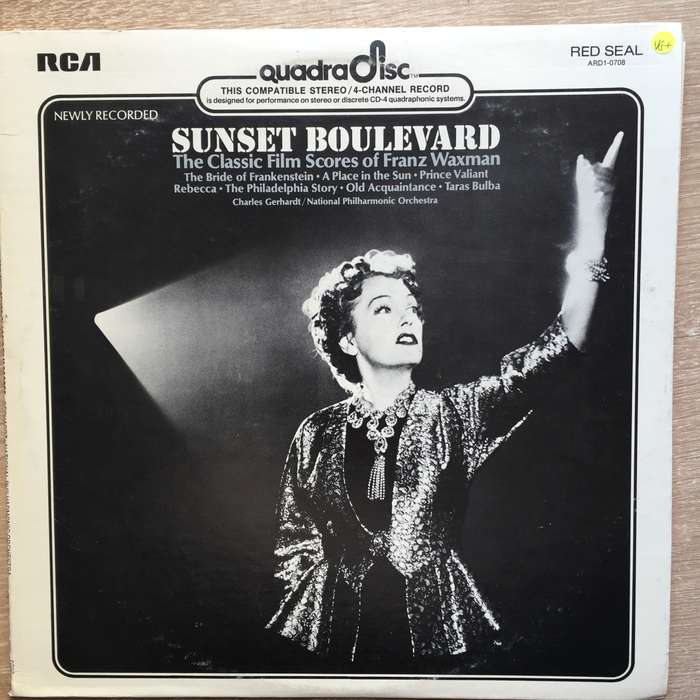 RCA
quadradisc™
RED SEAL
ARD1-0708
VG+
THIS COMPATIBLE STEREO/4-CHANNEL RECORD
is designed for performance on stereo or discrete CD-4 quadraphonic systems.
NEWLY RECORDED
SUNSET BOULEVARD
The Classic Film Scores of Franz Waxman
The Bride of Frankenstein • A Place in the Sun • Prince Valiant
Rebecca • The Philadelphia Story • Old Acquaintance • Taras Bulba
Charles Gerhardt/National Philharmonic Orchestra